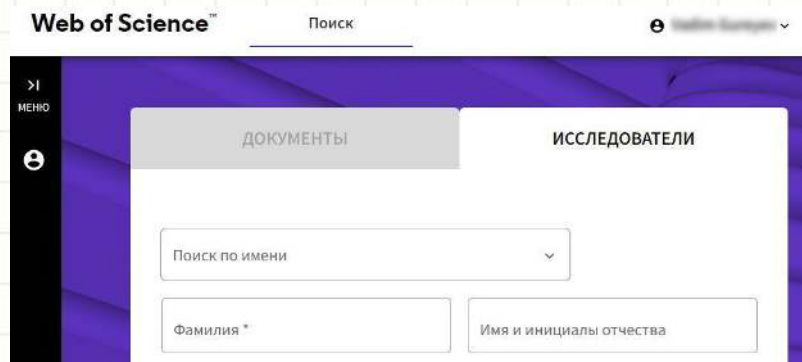 Web of Science™ Поиск
МЕНЮ
ДОКУМЕНТЫ ИССЛЕДОВАТЕЛИ
Поиск по имени
Фамилия * Имя и инициалы отчества